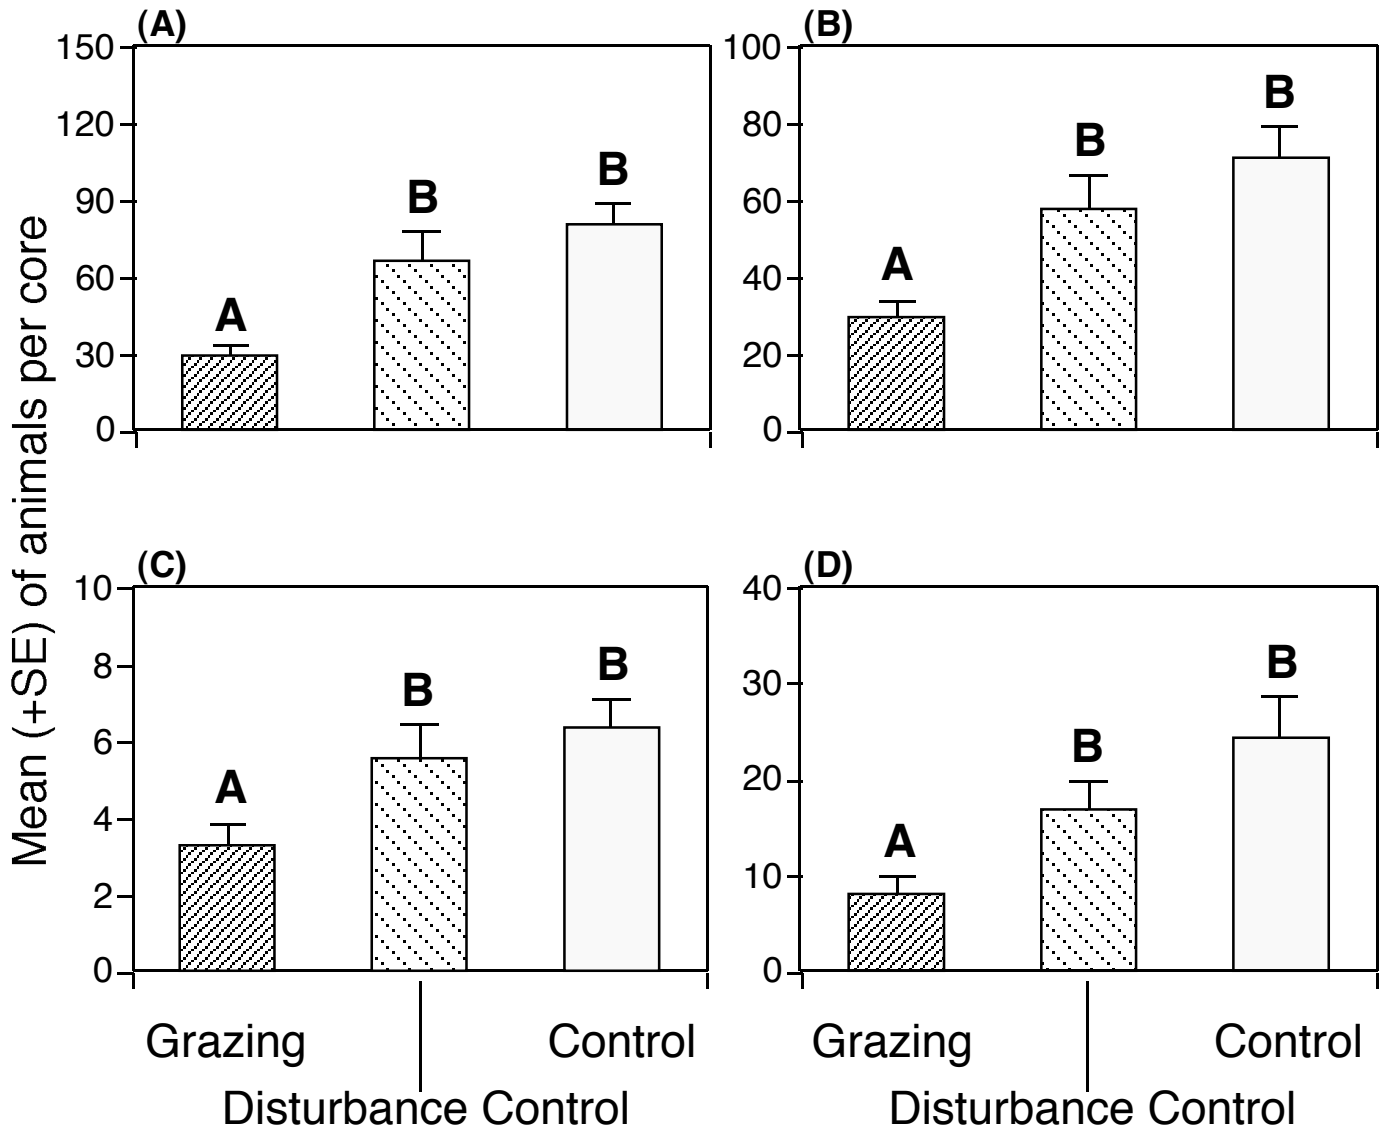 Mean (+SE) of animals per core
(A)
150
120
90
60
30
0
A
B
B
(B)
100
80
60
40
20
0
A
B
B
(C)
10
8
6
4
2
0
A
B
B
Grazing
Control
Disturbance Control
(D)
40
30
20
10
0
A
B
B
Grazing
Control
Disturbance Control